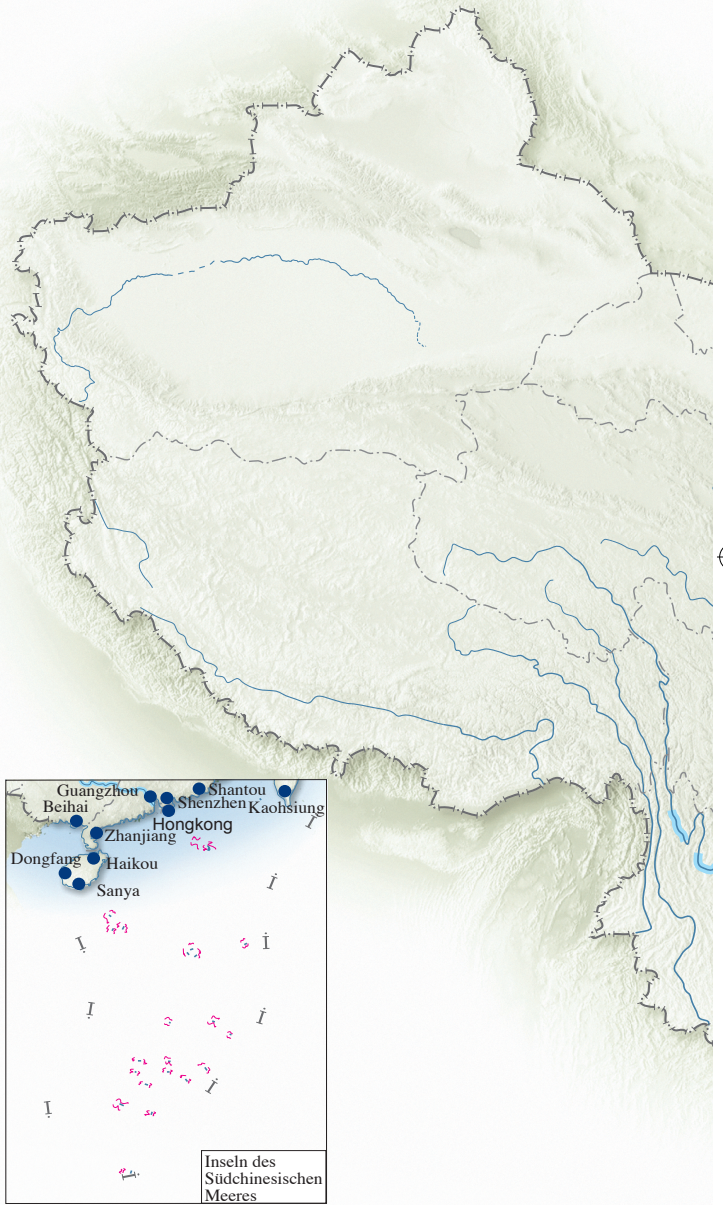 Guangzhou
Shantou
Beihai
Shenzhen
Kaohsiung
Hongkong
Zhanjiang
Dongfang
Haikou
Sanya
Inseln des
Südchinesischen
Meeres